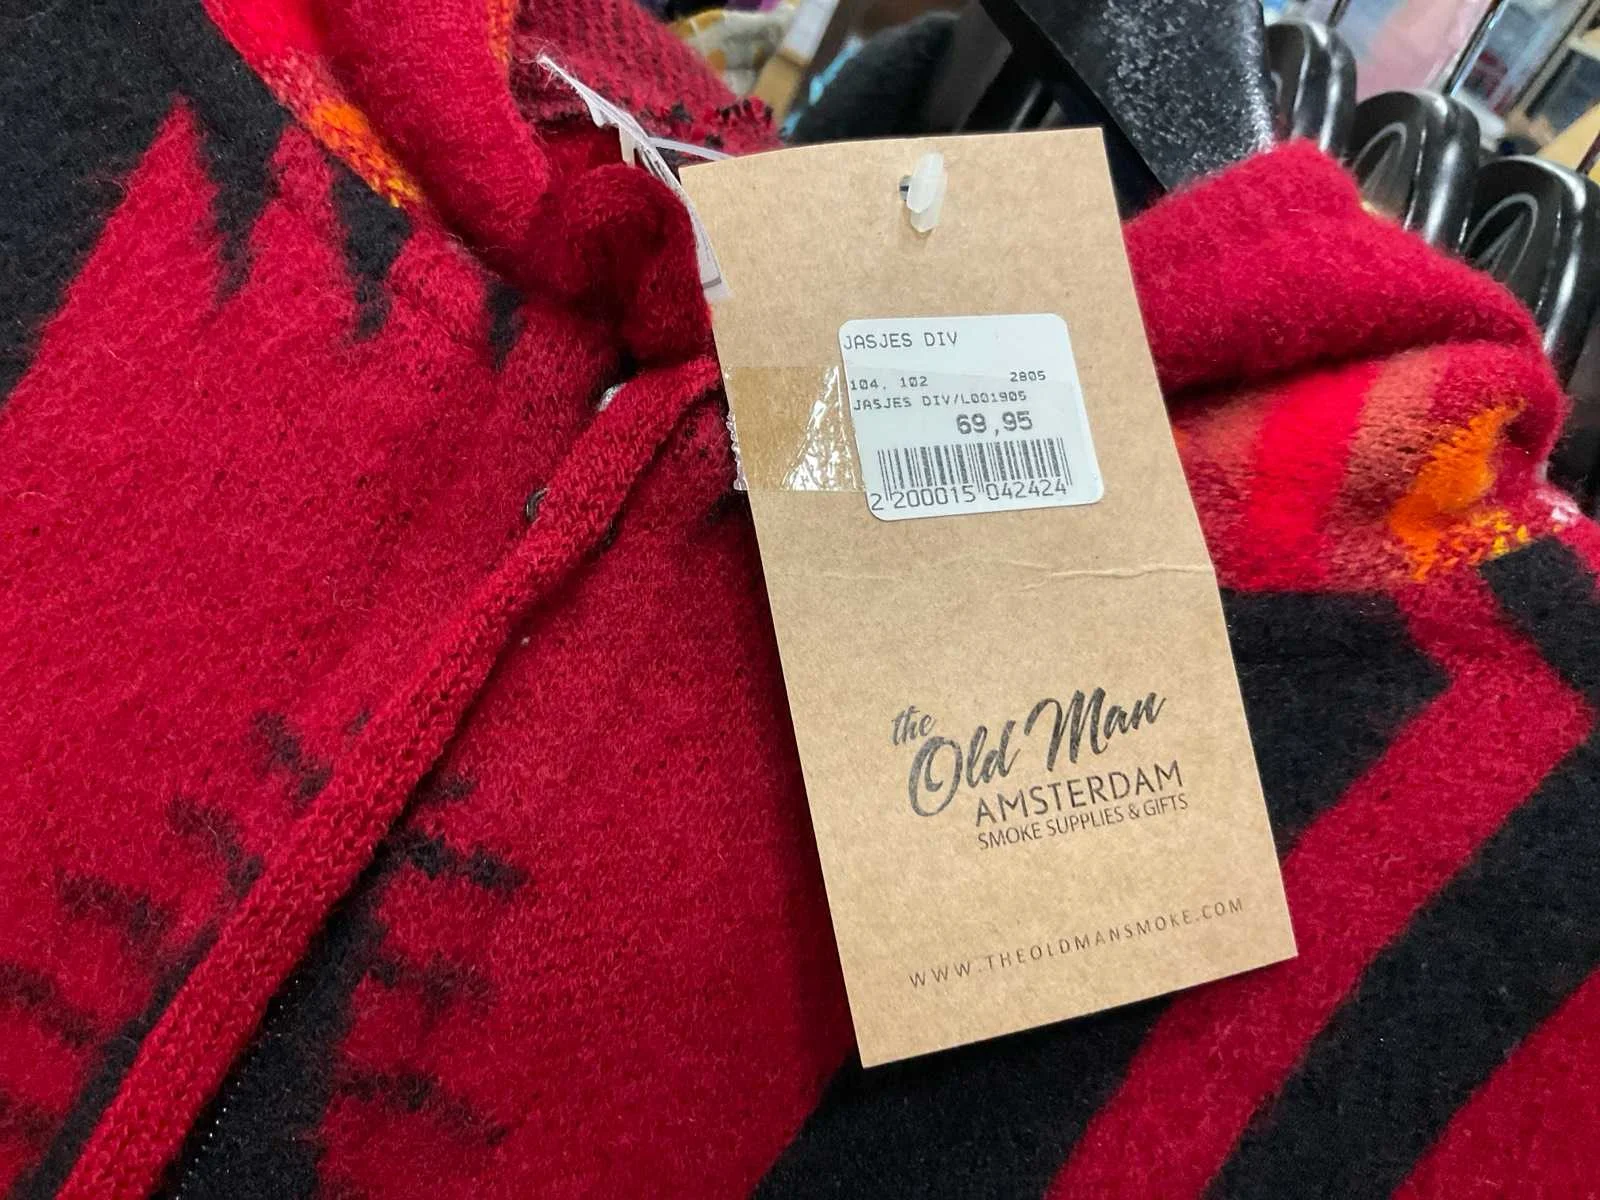 JASJES DIV
104. 102 2805
JASJES DIV/L001905
69,95
2 200015 042424
the
Old Man
AMSTERDAM
SMOKE SUPPLIES & GIFTS
WWW.THEOLDMANSMOKE.COM